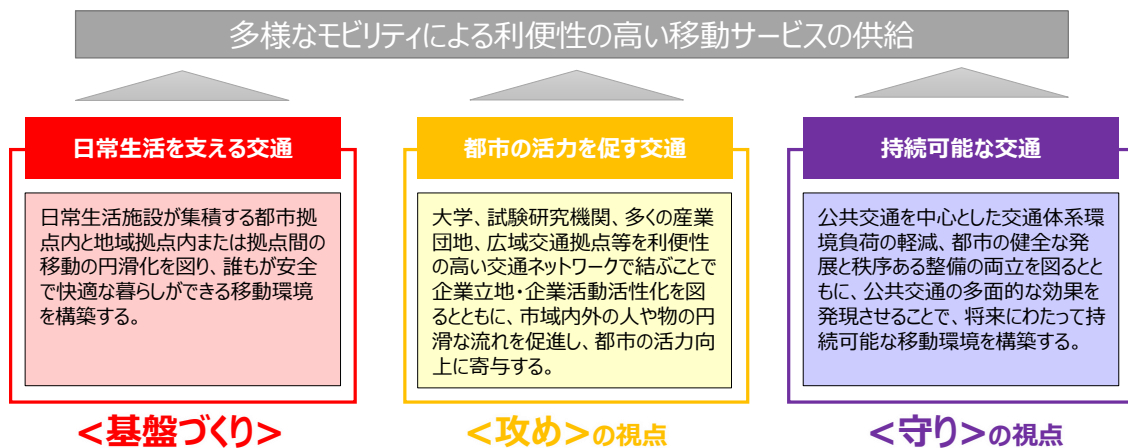 多様なモビリティによる利便性の高い移動サービスの供給
日常生活を支える交通
日常生活施設が集積する都市拠
点内と地域拠点内または拠点間の
移動の円滑化を図り、誰もが安全
で快適な暮らしができる移動環境
を構築する。
<基盤づくり>
都市の活力を促す交通
大学、試験研究機関、多くの産業
団地、広域交通拠点等を利便性
の高い交通ネットワークで結ぶことで
企業立地・企業活動活性化を図
るとともに、市域内外の人や物の円
滑な流れを促進し、都市の活力向
上に寄与する。
<攻め>の視点
持続可能な交通
公共交通を中心とした交通体系環
境負荷の軽減、都市の健全な発
展と秩序ある整備の両立を図るとと
もに、公共交通の多面的な効果を
発現させることで、将来にわたって持
続可能な移動環境を構築する。
<守り>の視点